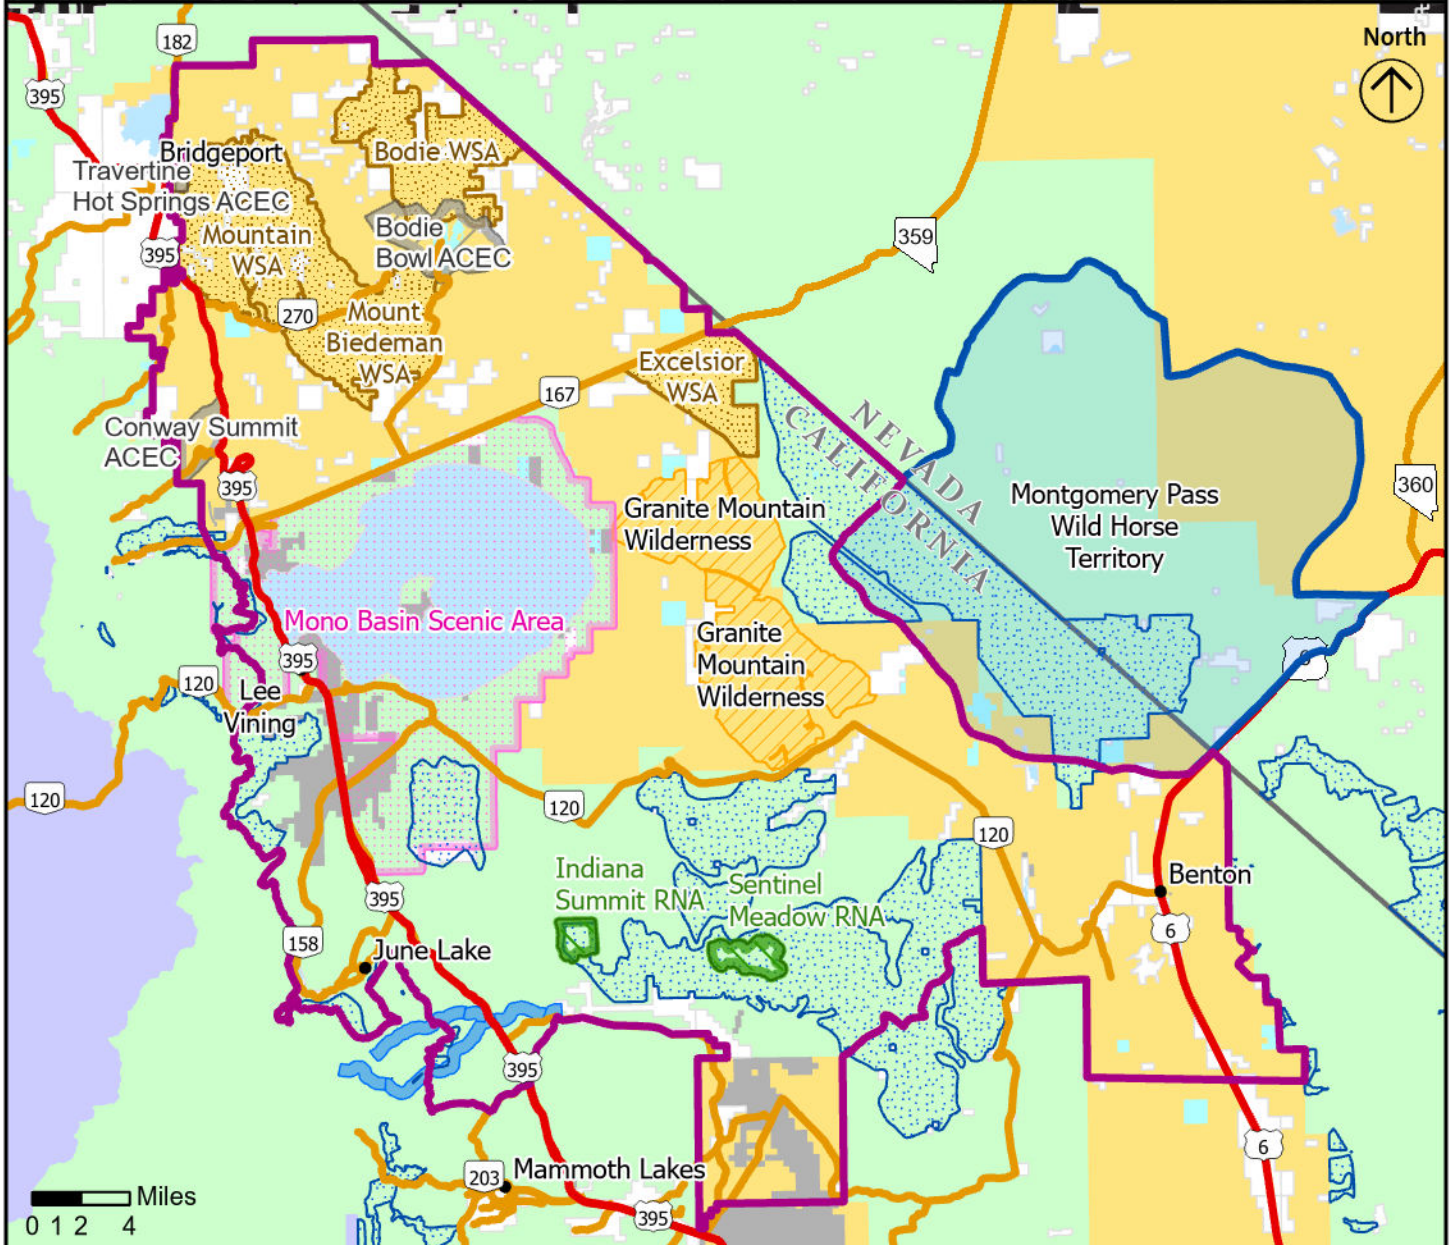 North
182
395
Bridgeport
Travertine
Hot Springs ACEC
Mountain
WSA
Bodie WSA
Bodie
Bowl ACEC
359
395
270
Mount
Biedeman
WSA
Excelsior
WSA
167
NEVADA
CALIFORNIA
Conway Summit
ACEC
395
360
Granite Mountain
Wilderness
Montgomery Pass
Wild Horse
Territory
Mono Basin Scenic Area
395
Granite
Mountain
Wilderness
120
Lee
Vining
120
120
120
Indiana
Summit RNA
Sentinel
Meadow RNA
Benton
395
6
158
June Lake
395
6
203
Mammoth Lakes
395
Miles
0 1 2 4